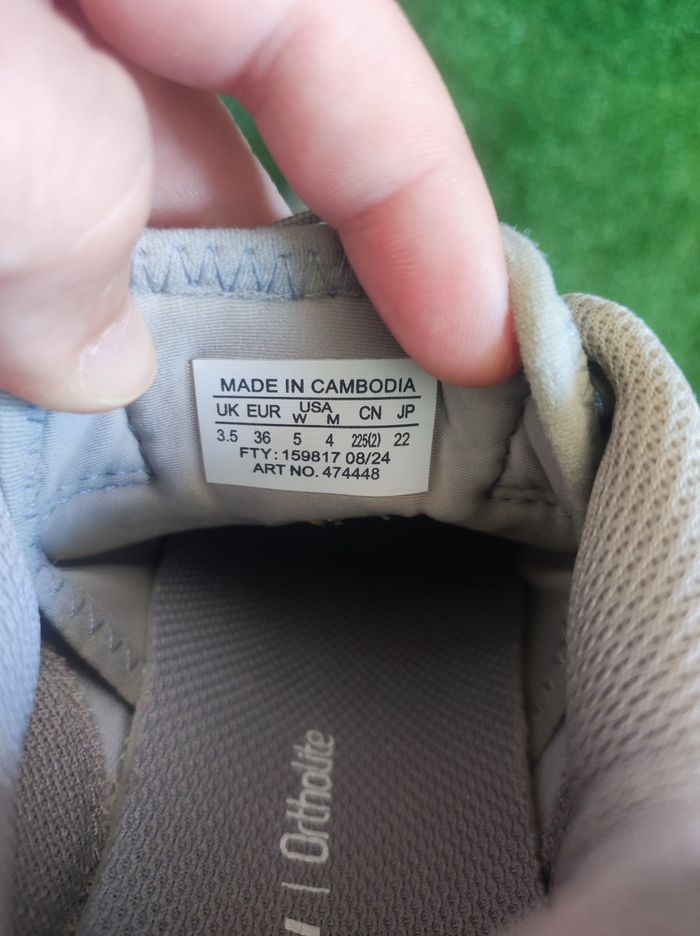 MADE IN CAMBODIA
UK EUR USA W M CN JP
3.5 36 5 4 225(2) 22
FTY: 159817 08/24
ART NO. 474448
| Ortholite